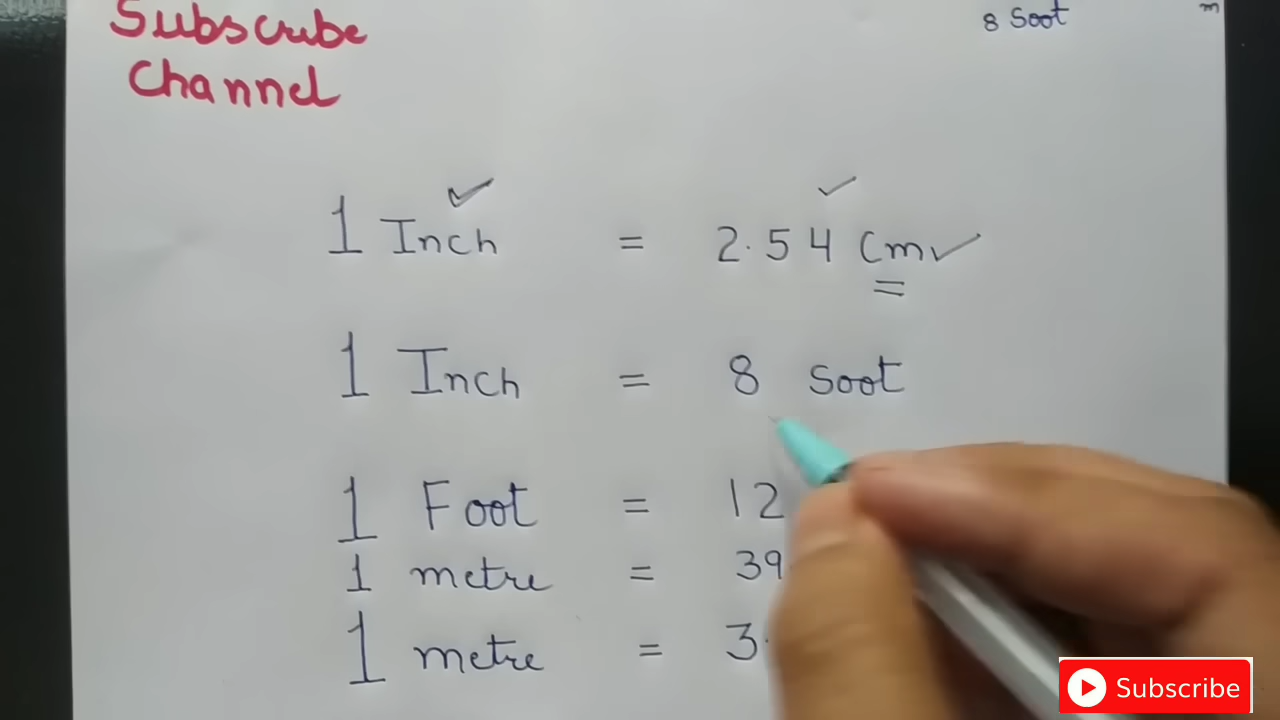 Subscribe
Channel
8 Soot
m
1 Inch = 2.54 Cm
1 Inch = 8 Soot
1 Foot = 12
1 metre = 39
1 metre = 3.
Subscribe